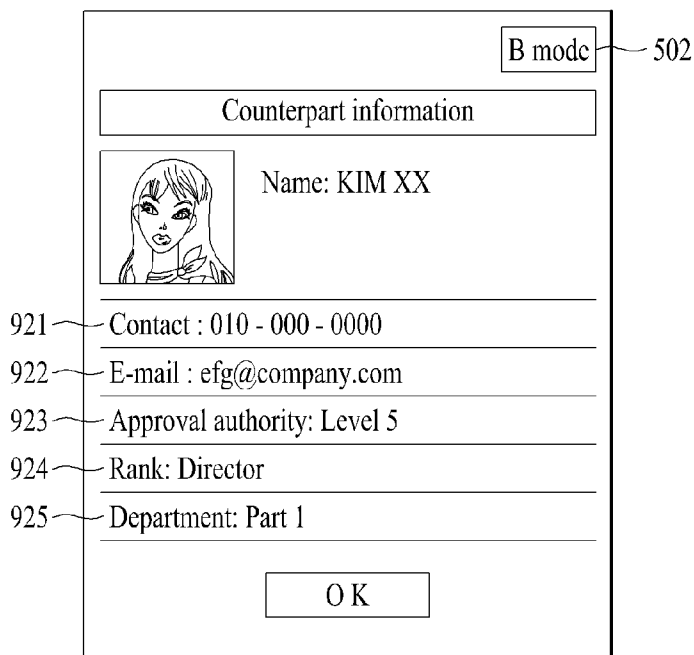 B mode 502
Counterpart information
Name: KIM XX
921 Contact : 010 - 000 - 0000
922 E-mail : efg@company.com
923 Approval authority: Level 5
924 Rank: Director
925 Department: Part 1
O K